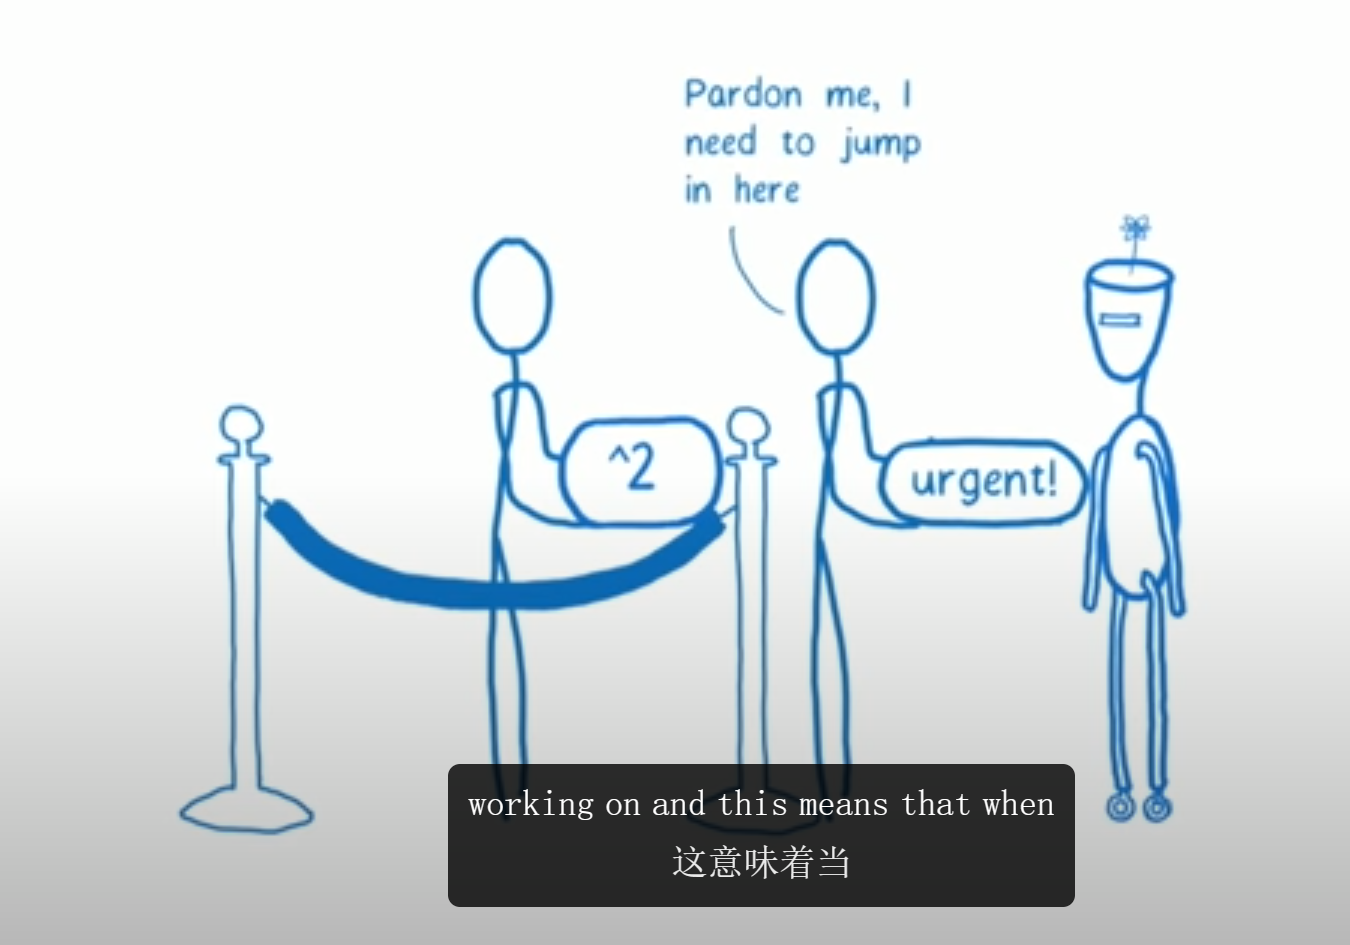 Pardon me, I
need to jump
in here
^2
urgent!
working on and this means that when
这意味着当